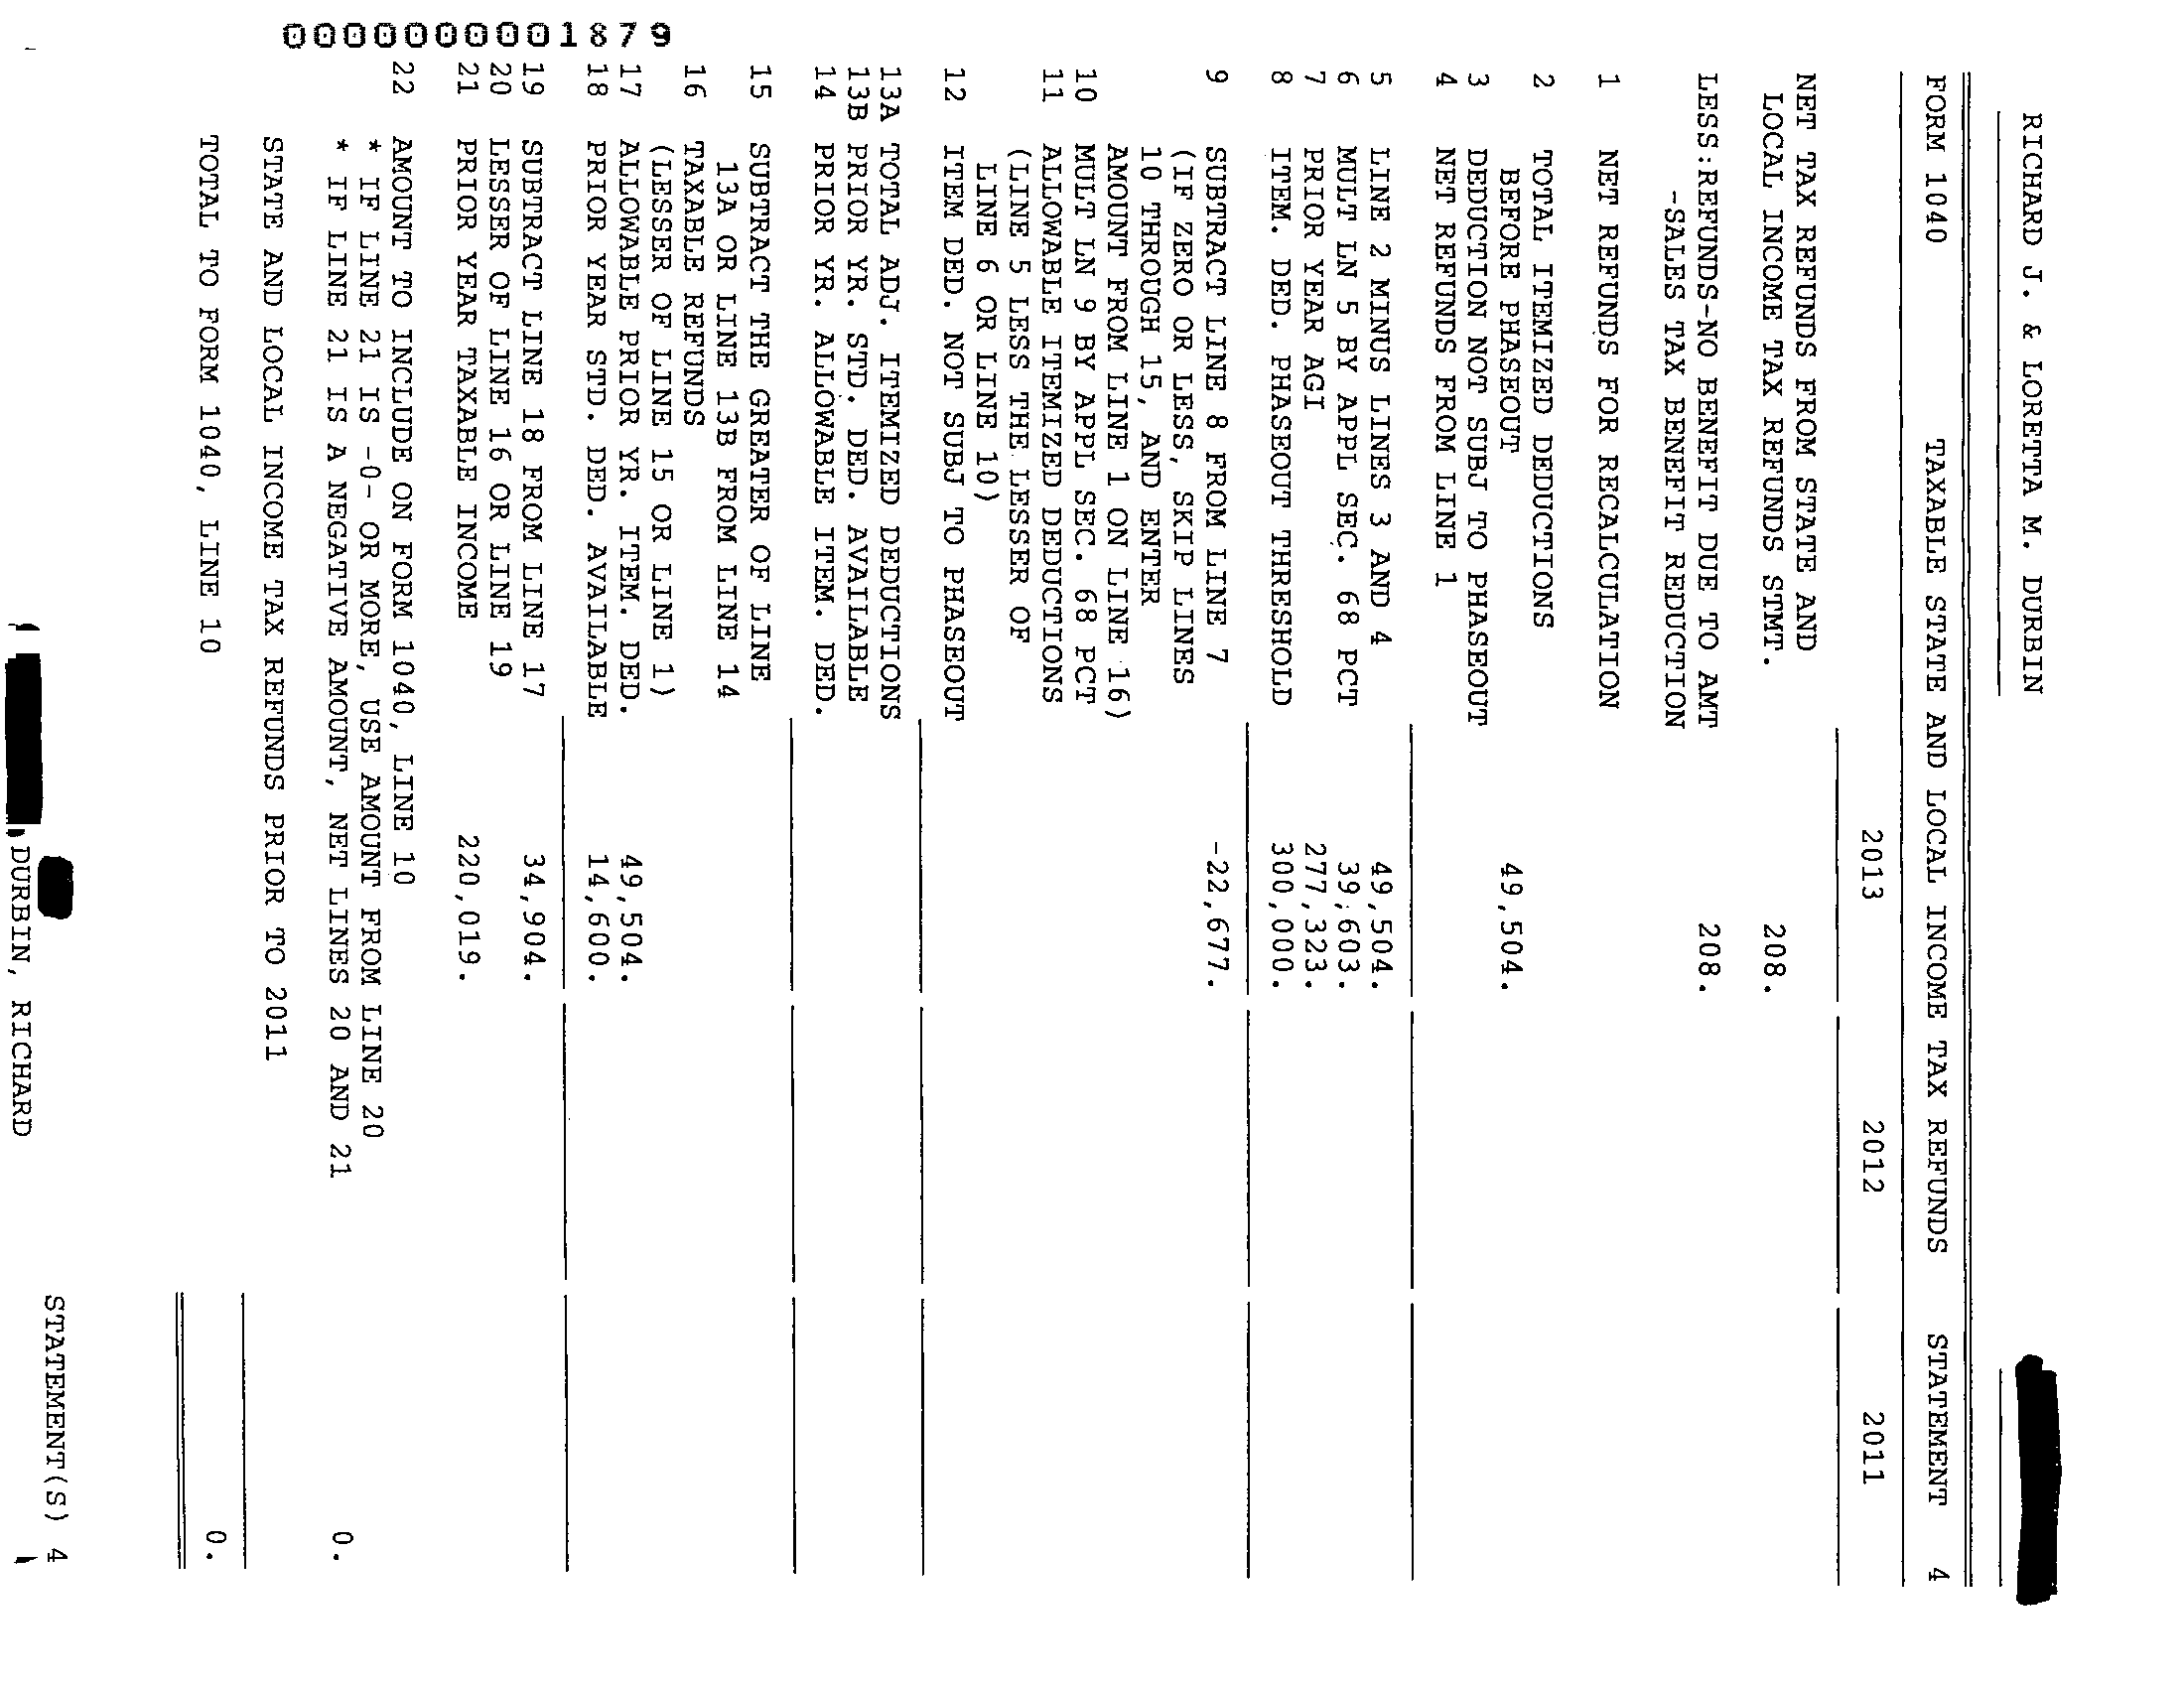 RICHARD J. & LORETTA M. DURBIN
FORM 1040 TAXABLE STATE AND LOCAL INCOME TAX REFUNDS STATEMENT 4
2013 2012 2011
NET TAX REFUNDS FROM STATE AND
LOCAL INCOME TAX REFUNDS STMT. 208.
LESS:REFUNDS-NO BENEFIT DUE TO AMT 208.
-SALES TAX BENEFIT REDUCTION
1 NET REFUNDS FOR RECALCULATION
2 TOTAL ITEMIZED DEDUCTIONS
BEFORE PHASEOUT 49,504.
3 DEDUCTION NOT SUBJ TO PHASEOUT
4 NET REFUNDS FROM LINE 1
5 LINE 2 MINUS LINES 3 AND 4 49,504.
6 MULT LN 5 BY APPL SEC. 68 PCT 39,603.
7 PRIOR YEAR AGI 277,323.
8 ITEM. DED. PHASEOUT THRESHOLD 300,000.
9 SUBTRACT LINE 8 FROM LINE 7 -22,677.
(IF ZERO OR LESS, SKIP LINES
10 THROUGH 15, AND ENTER
AMOUNT FROM LINE 1 ON LINE 16)
10 MULT LN 9 BY APPL SEC. 68 PCT
11 ALLOWABLE ITEMIZED DEDUCTIONS
(LINE 5 LESS THE LESSER OF
LINE 6 OR LINE 10)
12 ITEM DED. NOT SUBJ TO PHASEOUT
13A TOTAL ADJ. ITEMIZED DEDUCTIONS
13B PRIOR YR. STD. DED. AVAILABLE
14 PRIOR YR. ALLOWABLE ITEM. DED.
15 SUBTRACT THE GREATER OF LINE
13A OR LINE 13B FROM LINE 14
16 TAXABLE REFUNDS
(LESSER OF LINE 15 OR LINE 1)
17 ALLOWABLE PRIOR YR. ITEM. DED. 49,504.
18 PRIOR YEAR STD. DED. AVAILABLE 14,600.
19 SUBTRACT LINE 18 FROM LINE 17 34,904.
20 LESSER OF LINE 16 OR LINE 19
21 PRIOR YEAR TAXABLE INCOME 220,019.
22 AMOUNT TO INCLUDE ON FORM 1040, LINE 10
* IF LINE 21 IS -0- OR MORE, USE AMOUNT FROM LINE 20
* IF LINE 21 IS A NEGATIVE AMOUNT, NET LINES 20 AND 21 0.
STATE AND LOCAL INCOME TAX REFUNDS PRIOR TO 2011
TOTAL TO FORM 1040, LINE 10 0.
STATEMENT(S) 4
DURBIN, RICHARD
000000001879